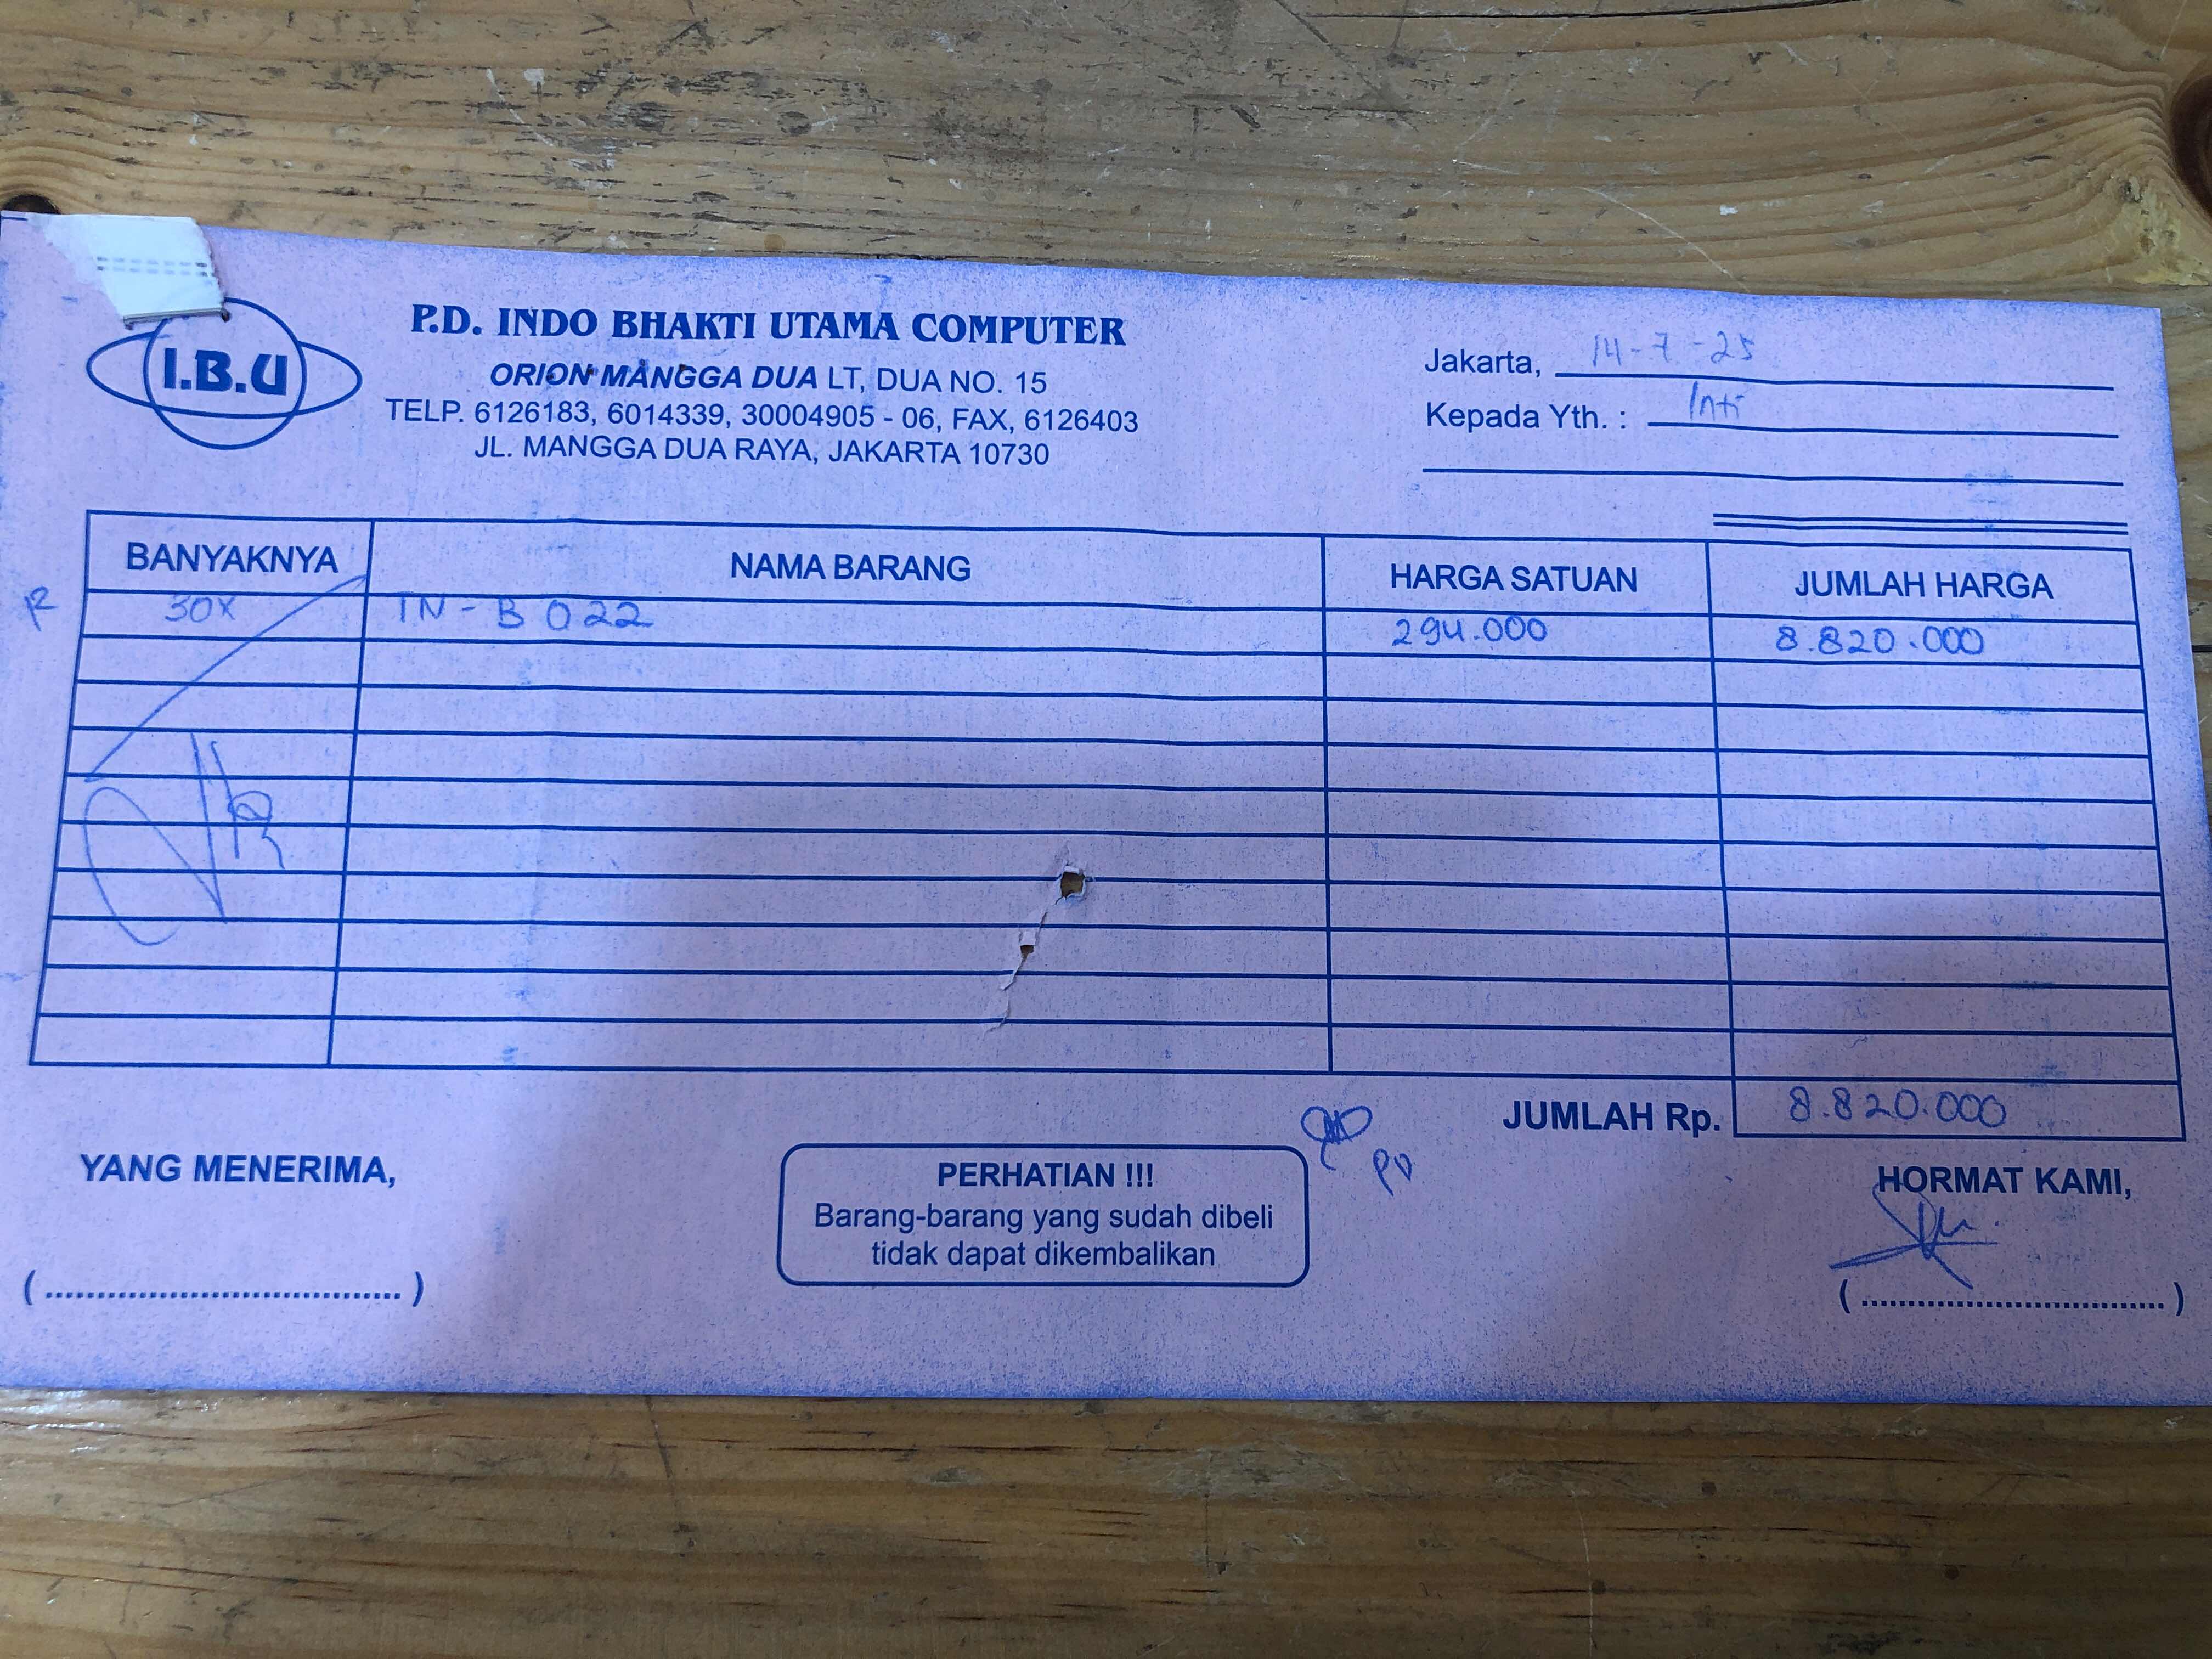 I.B.U
P.D. INDO BHAKTI UTAMA COMPUTER
ORION MANGGA DUA LT, DUA NO. 15
TELP. 6126183, 6014339, 30004905 - 06, FAX, 6126403
JL. MANGGA DUA RAYA, JAKARTA 10730
Jakarta, 14-7-25
Kepada Yth. : Inti
BANYAKNYA NAMA BARANG HARGA SATUAN JUMLAH HARGA
30X TN - B 022 294.000 8.820.000
JUMLAH Rp. 8.820.000
YANG MENERIMA,
PERHATIAN !!!
Barang-barang yang sudah dibeli
tidak dapat dikembalikan
HORMAT KAMI,
(....................................)
(....................................)